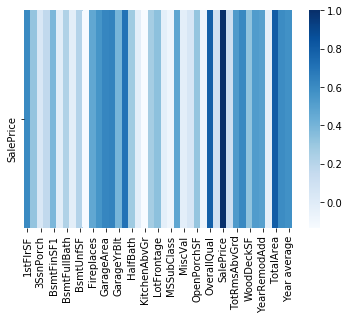 SalePrice
1stFlrSF
3SsnPorch
BsmtFinSF1
BsmtFullBath
BsmtUnfSF
Fireplaces
GarageArea
GarageYrBlt
HalfBath
KitchenAbvGr
LotFrontage
MSSubClass
MiscVal
OpenPorchSF
OverallQual
SalePrice
TotRmsAbvGrd
WoodDeckSF
YearRemodAdd
TotalArea
Year average
1.0
0.8
0.6
0.4
0.2
0.0